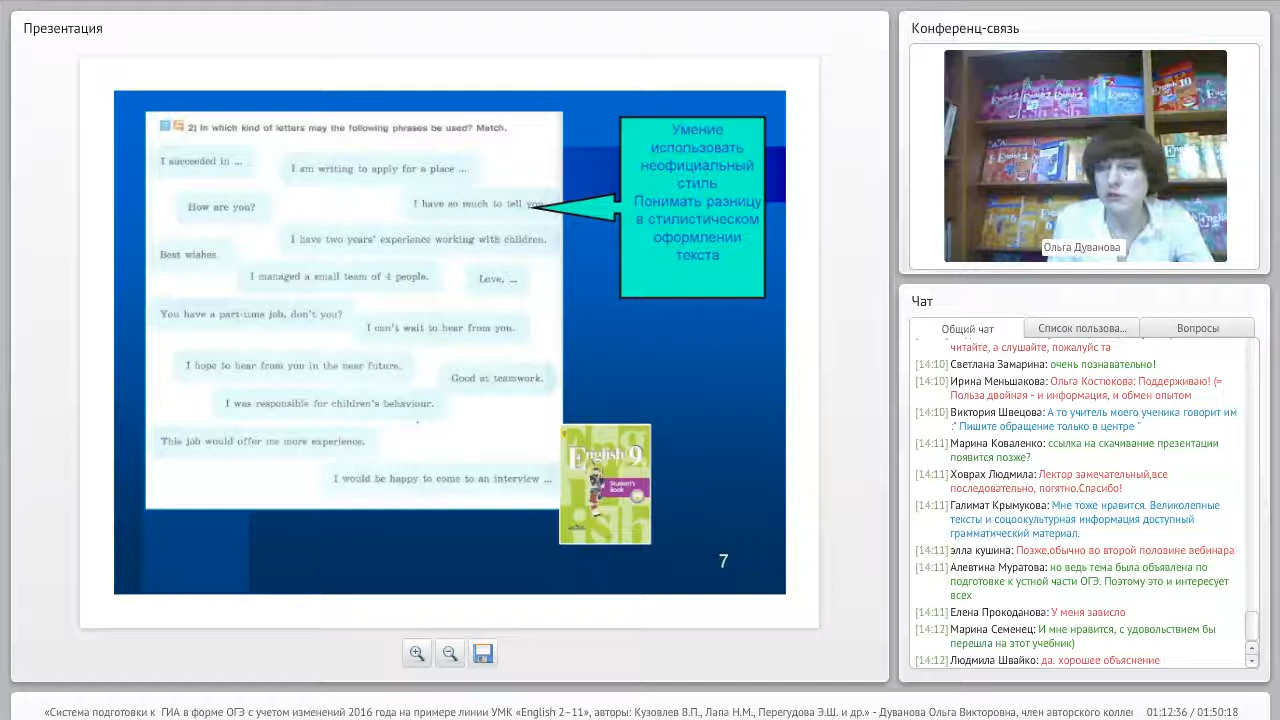 Презентация
2) In which kind of letters may the following phrases be used? Match.
I succeeded in ...
I am writing to apply for a place ...
How are you?
I have so much to tell you
I have two years' experience working with children.
Best wishes
I managed a small team of 4 people.
Love, ...
You have a part-time job, don't you?
I can't wait to hear from you.
I hope to hear from you in the near future.
Good at teamwork.
I was responsible for children's behaviour.
This job would offer me more experience.
I would be happy to come to an interview ...
Умение
использовать
неофициальный
стиль
Понимать разницу
в стилистическом
оформлении
текста
English 9
Student's
Book
7
Конференц-связь
English 2
English 2
English
10
Ольга Дуванова
Чат
Общий чат
Список пользова...
Вопросы
читайте, а слушайте, пожалуйс та
[14:10] Светлана Замарина: очень познавательно!
[14:10] Ирина Меньшакова: Ольга Костюкова: Поддерживаю! (=
Польза двойная - и информация, и обмен опытом
[14:10] Виктория Швецова: А то учитель моего ученика говорит им
:" Пишите обращение только в центре "
[14:11] Марина Коваленко: ссылка на скачивание презентации
появится позже?
[14:11] Ховрах Людмила: Лектор замечательный,все
последовательно, погятно.Спасибо!
[14:11] Галимат Крымукова: Мне тоже нравится. Великолепные
тексты и соцоокультурная информация доступный
грамматический материал.
[14:11] элла кушина: Позже.обычно во второй половине вебинара
[14:11] Алевтина Муратова: но ведь тема была объявлена по
подготовке к устной части ОГЭ. Поэтому это и интересует
всех
[14:11] Елена Прокоданова: У меня зависло
[14:12] Марина Семенец: И мне нравится, с удовольствием бы
перешла на этот учебник)
[14:12] Людмила Швайко: да. хорошее объяснение
«Система подготовки к ГИА в форме ОГЭ с учетом изменений 2016 года на примере линии УМК «English 2–11», авторы: Кузовлев В.П., Лапа Н.М., Перегудова Э.Ш. и др.» - Дуванова Ольга Викторовна, член авторского коллек
01:12:36 / 01:50:18